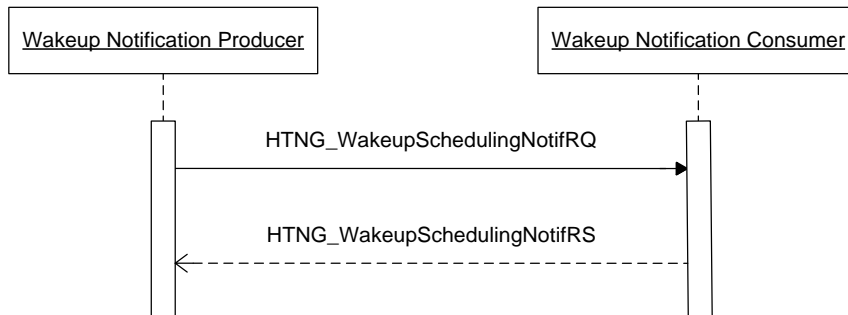 Wakeup Notification Producer
Wakeup Notification Consumer
HTNG_WakeupSchedulingNotifRQ
HTNG_WakeupSchedulingNotifRS